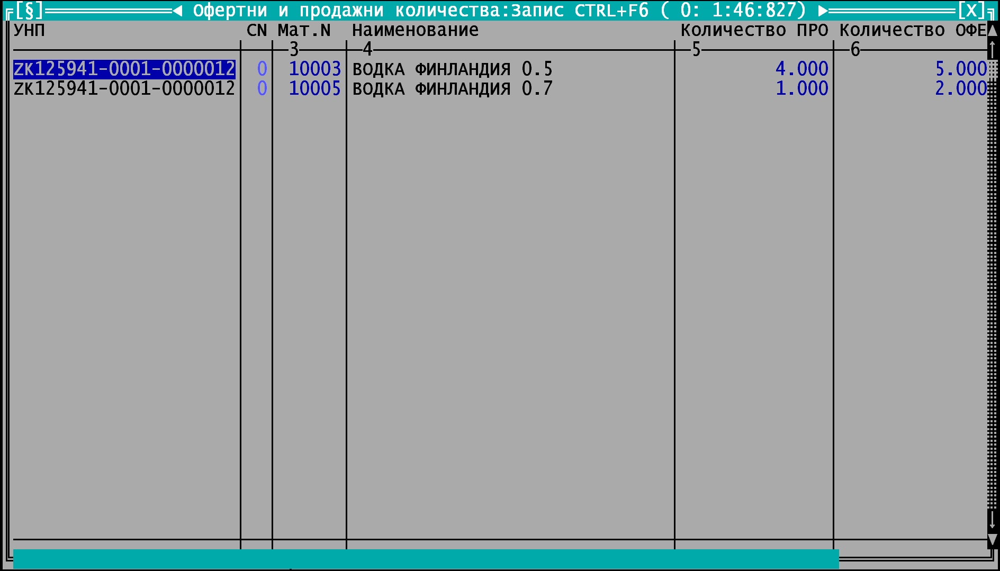 [§] Офертни и продажни количества:Запис CTRL+F6 ( 0: 1:46:827) [X]
УНП CN Мат.N Наименование Количество ПРО Количество ОФЕ
3 4 5 6
ZK125941-0001-0000012 0 10003 ВОДКА ФИНЛАНДИЯ 0.5 4.000 5.000
ZK125941-0001-0000012 0 10005 ВОДКА ФИНЛАНДИЯ 0.7 1.000 2.000